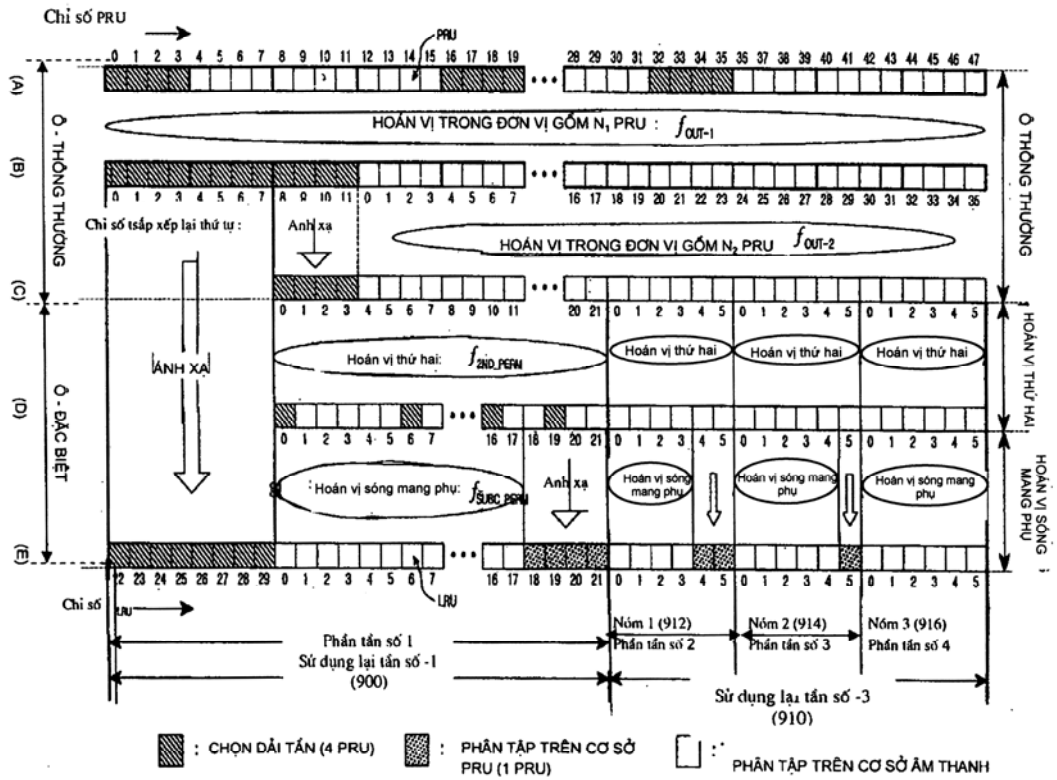 Chỉ số PRU
0 1 2 3 4 5 6 7 8 9 10 11 12 13 14 15 16 17 18 19 28 29 30 31 32 33 34 35 36 37 38 39 40 41 42 43 44 45 46 47
PRU
(A)
HOÁN VỊ TRONG ĐƠN VỊ GỒM N₁ PRU : f OUT-1
Ô - THÔNG THƯỜNG
Ô THÔNG THƯỜNG
(B)
0 1 2 3 4 5 6 7 8 9 10 11 0 1 2 3 4 5 6 7 16 17 18 19 20 21 22 23 24 25 26 27 28 29 30 31 32 33 34 35
Chỉ số tsắp xếp lại thứ tự :
Anh xạ
HOÁN VỊ TRONG ĐƠN VỊ GỒM N₂ PRU f OUT-2
(C)
0 1 2 3 4 5 6 7 8 9 10 11 20 21 0 1 2 3 4 5 0 1 2 3 4 5 0 1 2 3 4 5
ÁNH XẠ
Hoán vị thứ hai: f 2ND_PERM
Hoán vị thứ hai
Hoán vị thứ hai
Hoán vị thứ hai
HOÁN VỊ THỨ HAI
Ô - ĐẶC BIỆT
(D)
0 1 2 3 4 5 6 7 16 17 18 19 20 21 0 1 2 3 4 5 0 1 2 3 4 5 0 1 2 3 4 5
Hoán vị sóng mang phụ: f SUBC_PERM
Anh xạ
Hoán vị sóng mang phụ
Hoán vị sóng mang phụ
Hoán vị sóng mang phụ
HOÁN VỊ SÓNG MANG PHỤ
(E)
22 23 24 25 26 27 28 29 0 1 2 3 4 5 6 7 16 17 18 19 20 21 0 1 2 3 4 5 0 1 2 3 4 5 0 1 2 3 4 5
LRU
Chỉ số LRU
Phần tần số 1
Sử dụng lại tần số -1
(900)
Nóm 1 (912)
Phần tần số 2
Nóm 2 (914)
Phần tần số 3
Nóm 3 (916)
Phần tần số 4
Sử dụng lại tần số -3
(910)
: CHỌN DẢI TẦN (4 PRU)
: PHÂN TẬP TRÊN CƠ SỞ
PRU (1 PRU)
:
PHÂN TẬP TRÊN CƠ SỞ ÂM THANH